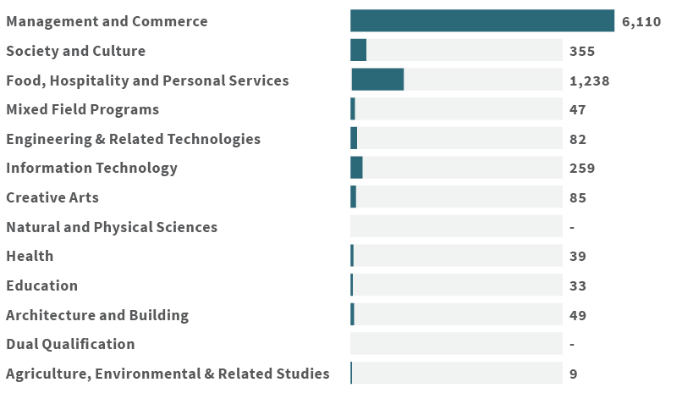 Management and Commerce 6,110
Society and Culture 355
Food, Hospitality and Personal Services 1,238
Mixed Field Programs 47
Engineering & Related Technologies 82
Information Technology 259
Creative Arts 85
Natural and Physical Sciences -
Health 39
Education 33
Architecture and Building 49
Dual Qualification -
Agriculture, Environmental & Related Studies 9